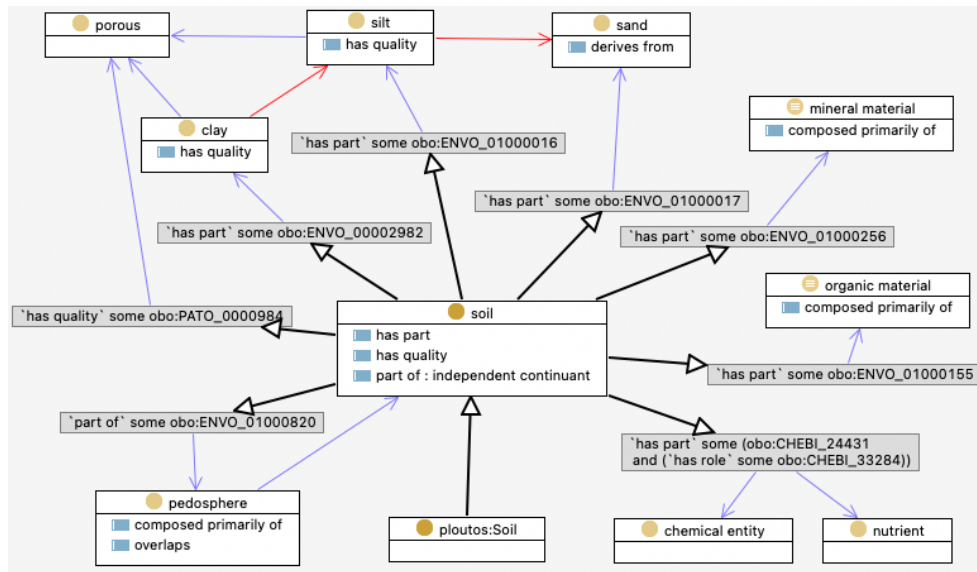 porous
silt
has quality
sand
derives from
mineral material
composed primarily of
clay
has quality
`has part` some obo:ENVO_01000016
`has part` some obo:ENVO_01000017
`has part` some obo:ENVO_00002982
`has part` some obo:ENVO_01000256
organic material
composed primarily of
`has quality` some obo:PATO_0000984
soil
has part
has quality
part of : independent continuant
`has part` some obo:ENVO_01000155
`part of` some obo:ENVO_01000820
`has part` some (obo:CHEBI_24431
and (`has role` some obo:CHEBI_33284))
pedosphere
composed primarily of
overlaps
ploutos:Soil
chemical entity
nutrient